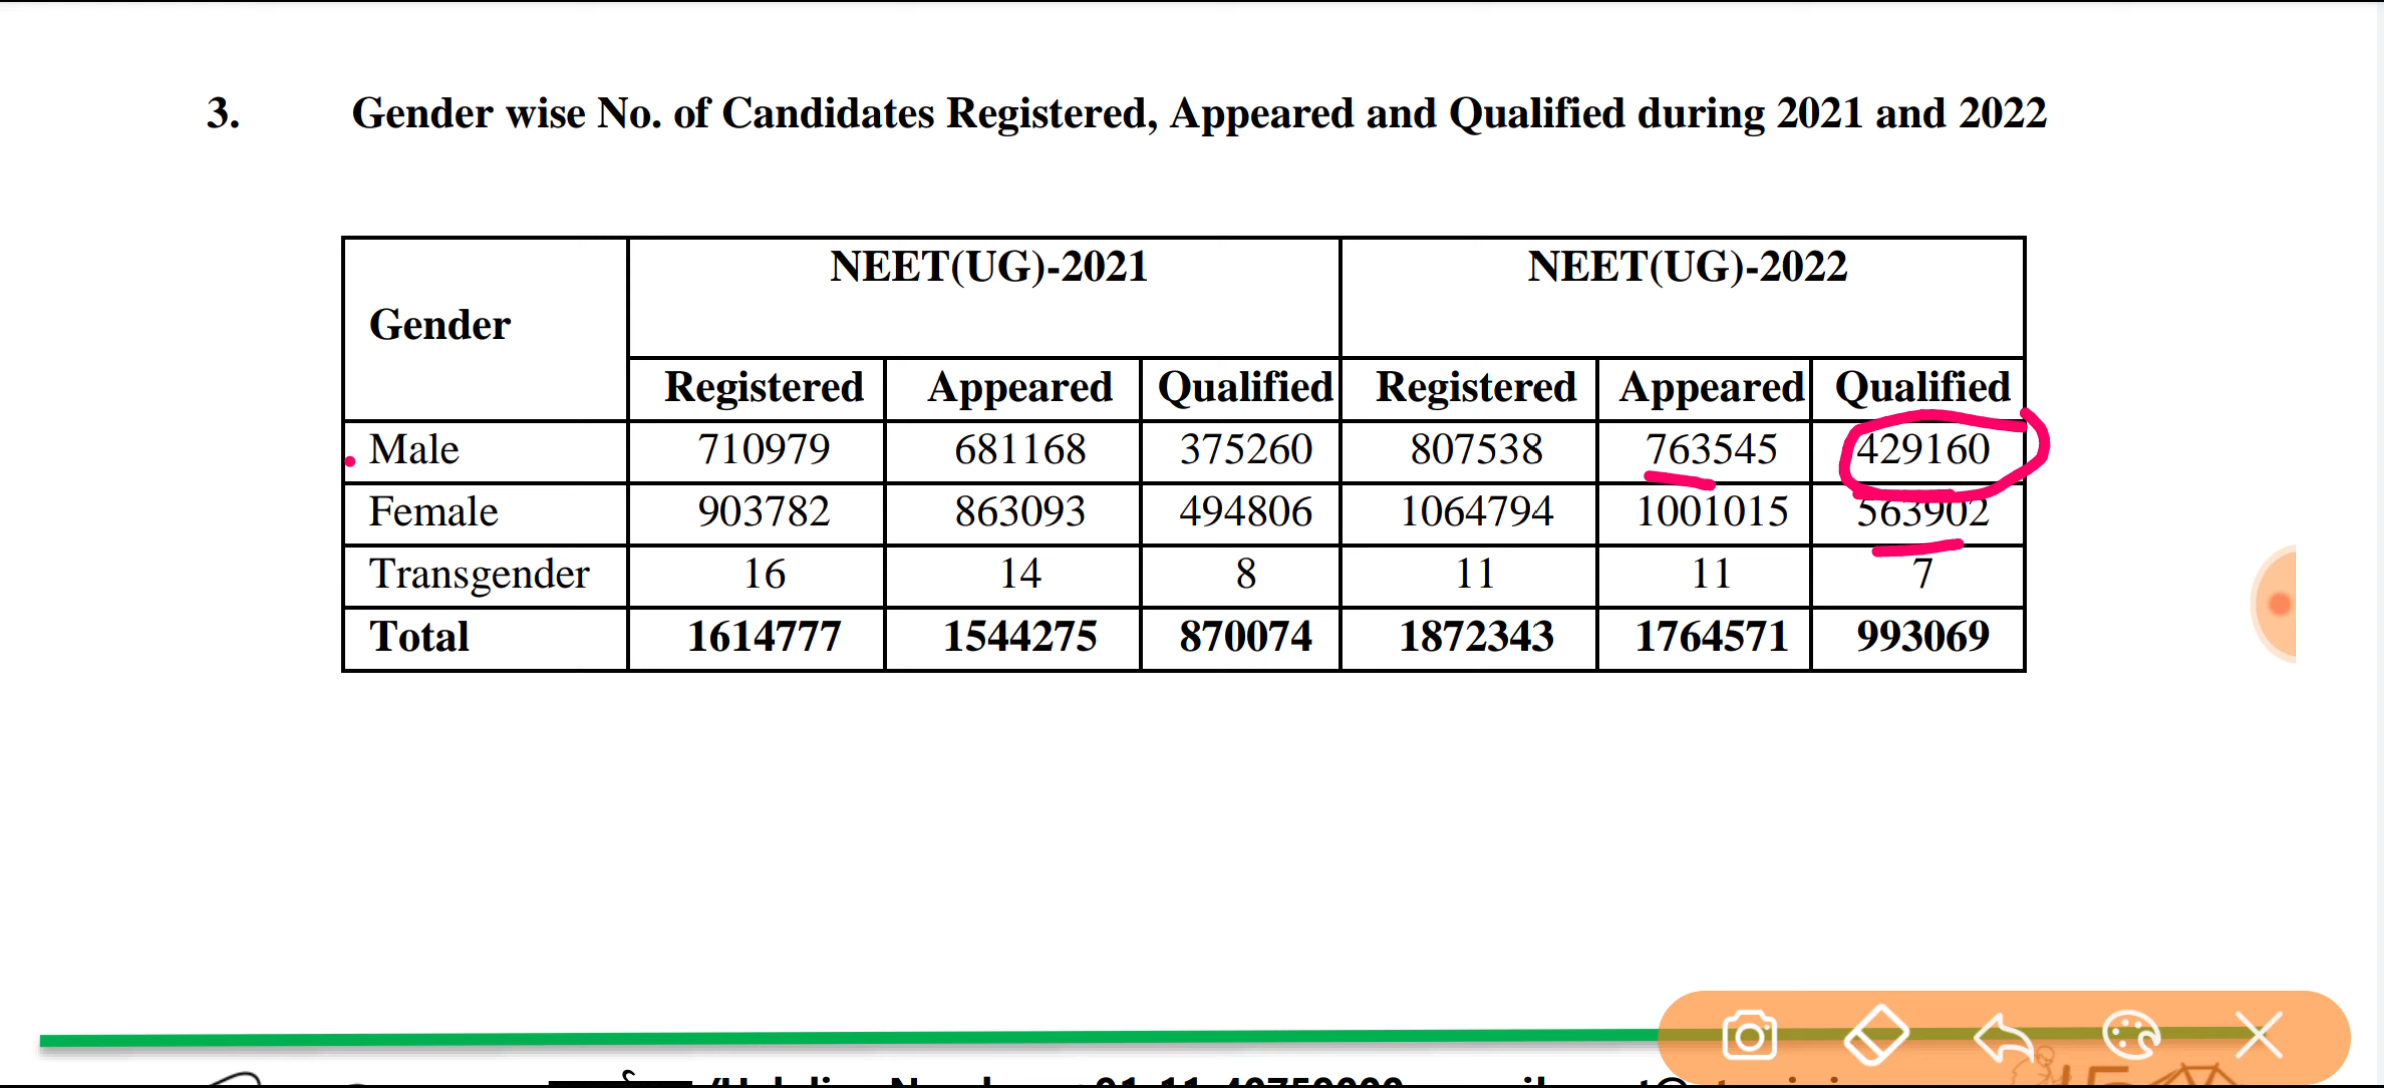 3. Gender wise No. of Candidates Registered, Appeared and Qualified during 2021 and 2022
Gender NEET(UG)-2021 NEET(UG)-2022
Registered Appeared Qualified Registered Appeared Qualified
Male 710979 681168 375260 807538 763545 429160
Female 903782 863093 494806 1064794 1001015 563902
Transgender 16 14 8 11 11 7
Total 1614777 1544275 870074 1872343 1764571 993069